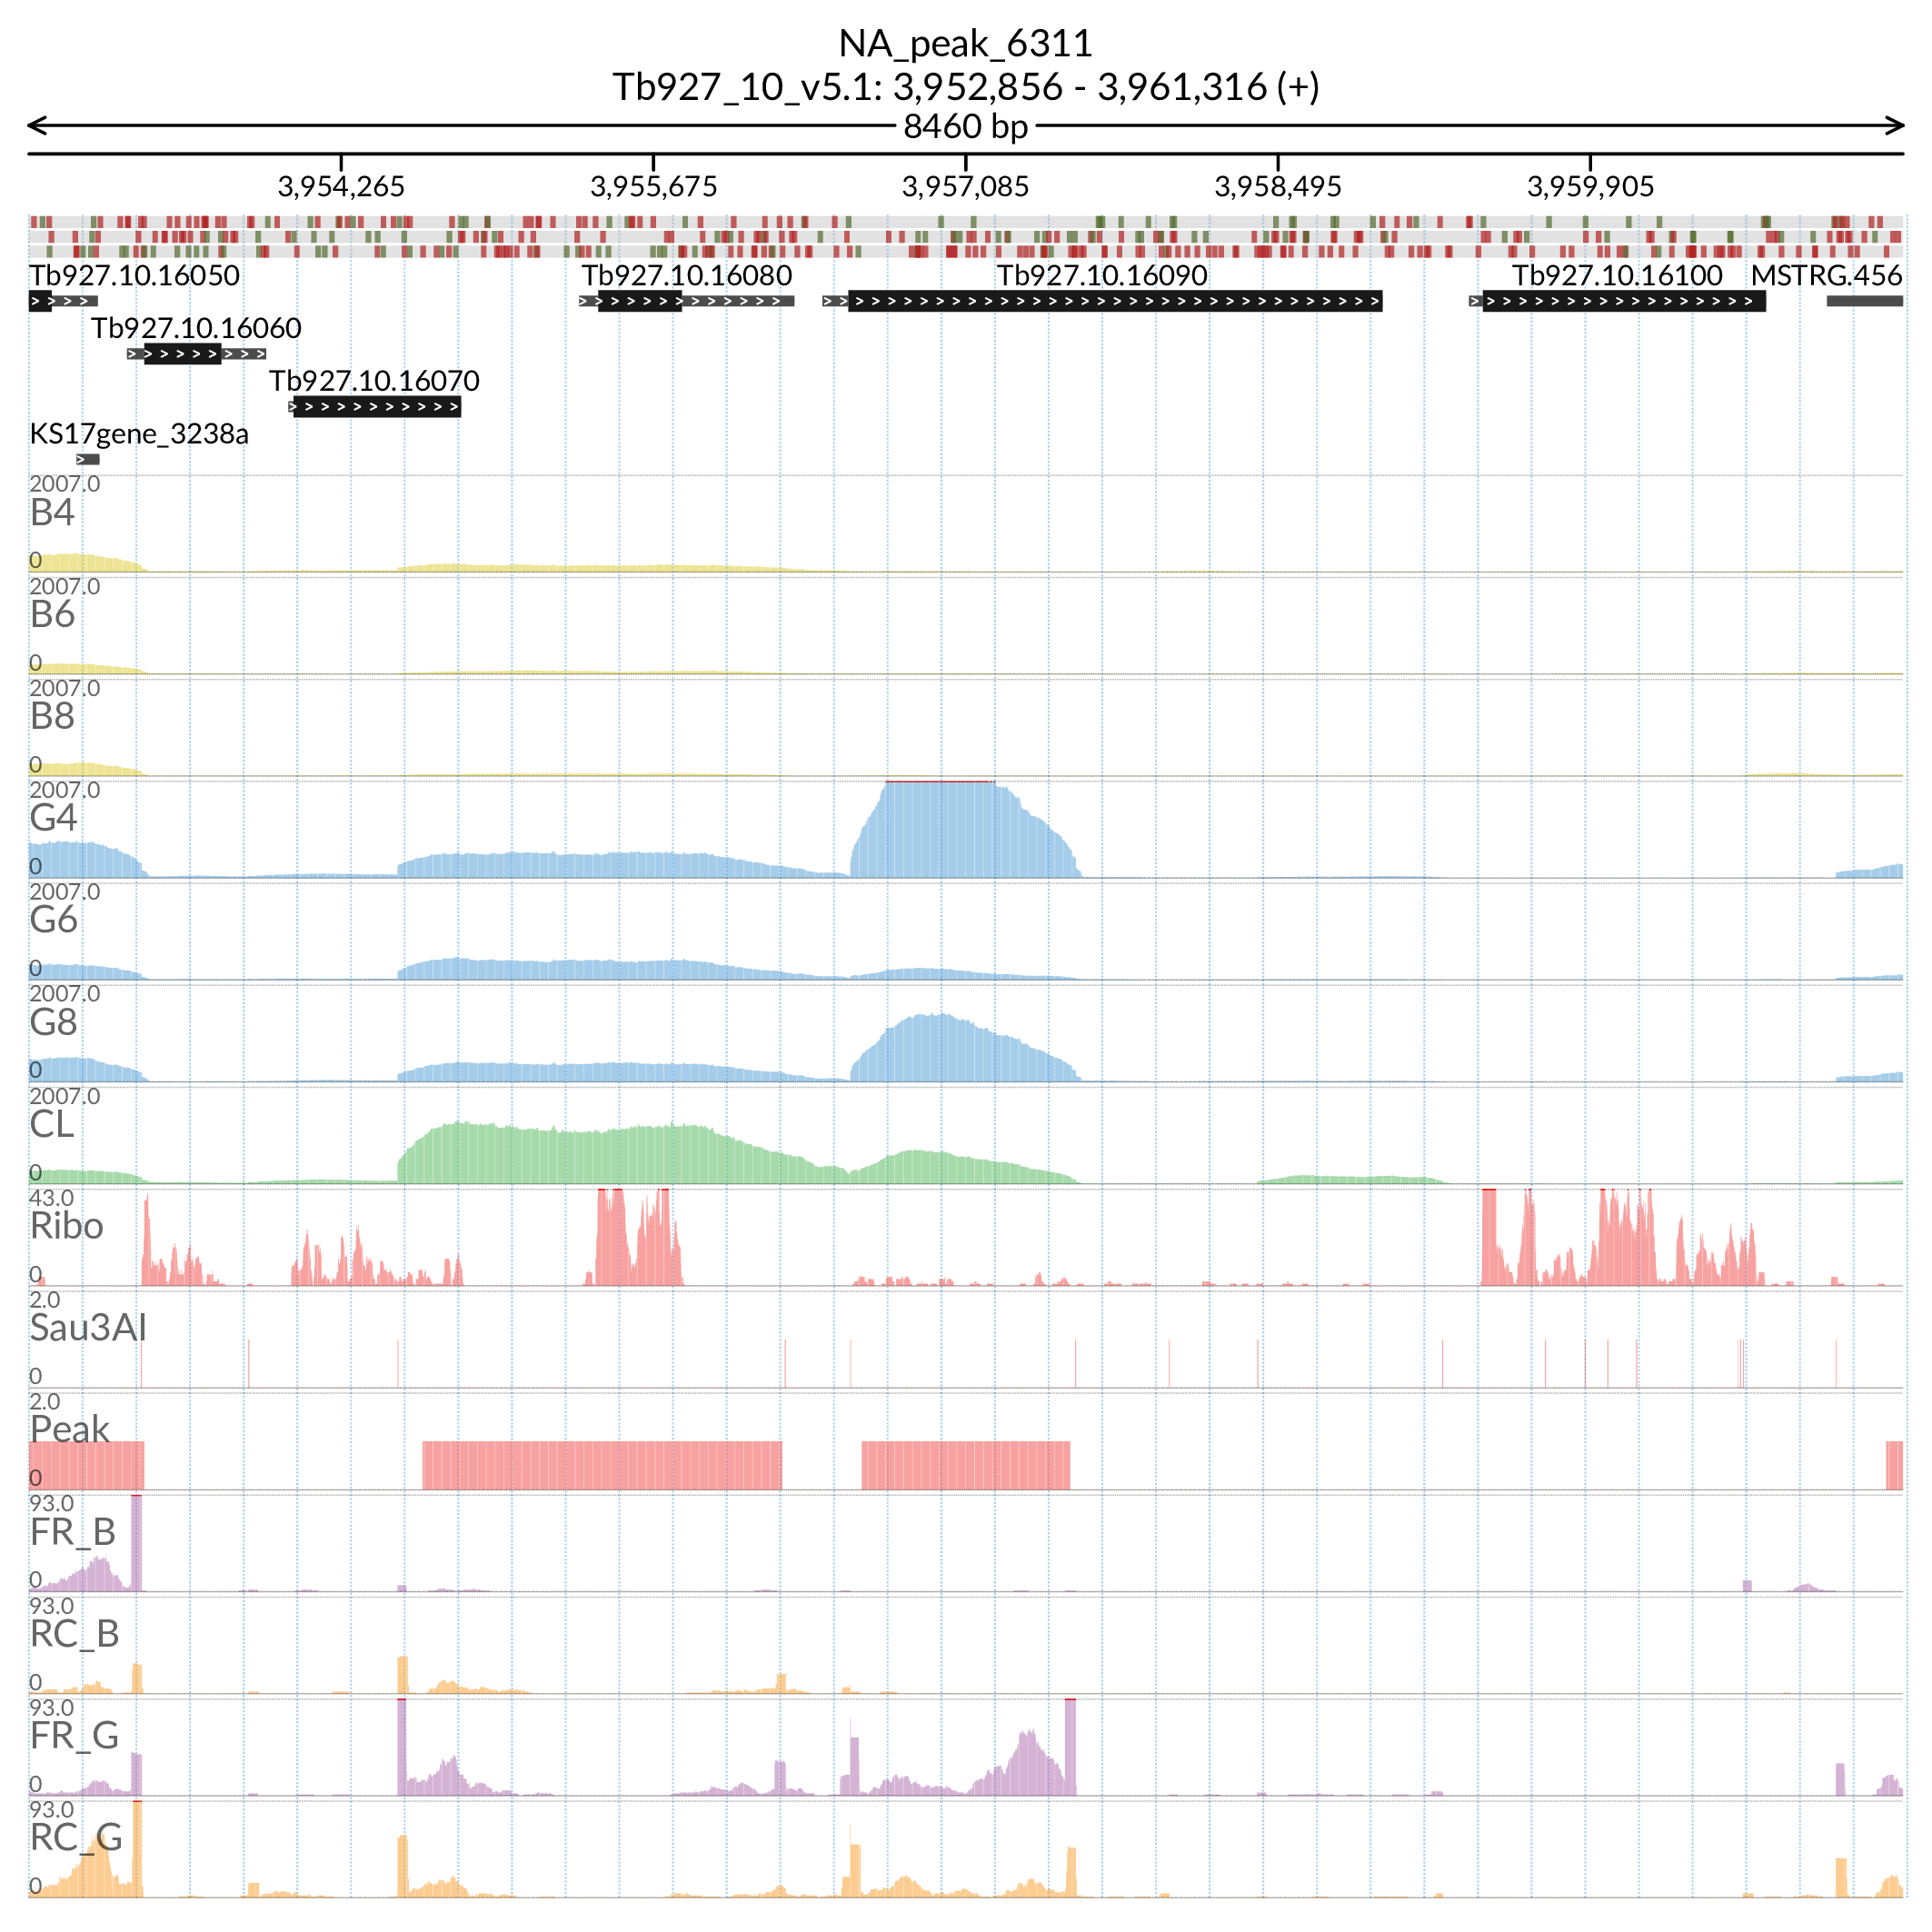 NA_peak_6311
Tb927_10_v5.1: 3,952,856 - 3,961,316 (+)
8460 bp
3,954,265 3,955,675 3,957,085 3,958,495 3,959,905
Tb927.10.16050 Tb927.10.16080 Tb927.10.16090 Tb927.10.16100 MSTRG.456
Tb927.10.16060
Tb927.10.16070
KS17gene_3238a
2007.0
B4
0
2007.0
B6
0
2007.0
B8
0
2007.0
G4
0
2007.0
G6
0
2007.0
G8
0
2007.0
CL
0
43.0
Ribo
0
2.0
Sau3AI
0
2.0
Peak
0
93.0
FR_B
0
93.0
RC_B
0
93.0
FR_G
0
93.0
RC_G
0